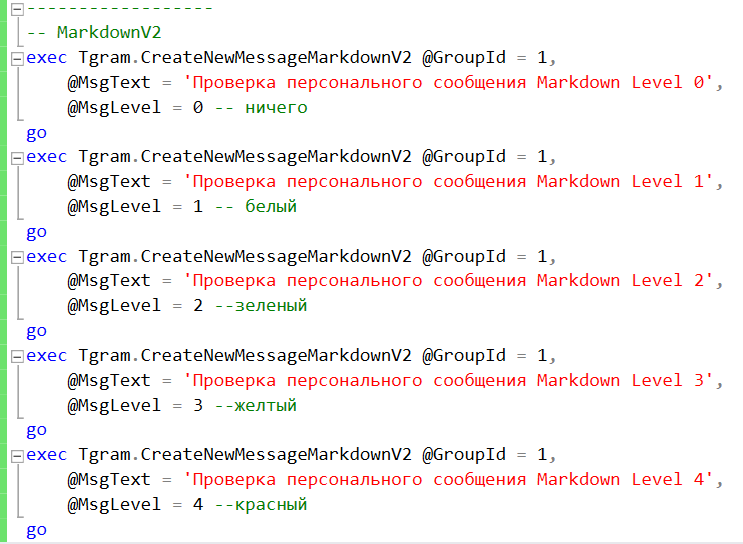 ------------------
-- MarkdownV2
exec Tgram.CreateNewMessageMarkdownV2 @GroupId = 1,
@MsgText = 'Проверка персонального сообщения Markdown Level 0',
@MsgLevel = 0 -- ничего
go
exec Tgram.CreateNewMessageMarkdownV2 @GroupId = 1,
@MsgText = 'Проверка персонального сообщения Markdown Level 1',
@MsgLevel = 1 -- белый
go
exec Tgram.CreateNewMessageMarkdownV2 @GroupId = 1,
@MsgText = 'Проверка персонального сообщения Markdown Level 2',
@MsgLevel = 2 --зеленый
go
exec Tgram.CreateNewMessageMarkdownV2 @GroupId = 1,
@MsgText = 'Проверка персонального сообщения Markdown Level 3',
@MsgLevel = 3 --желтый
go
exec Tgram.CreateNewMessageMarkdownV2 @GroupId = 1,
@MsgText = 'Проверка персонального сообщения Markdown Level 4',
@MsgLevel = 4 --красный
go